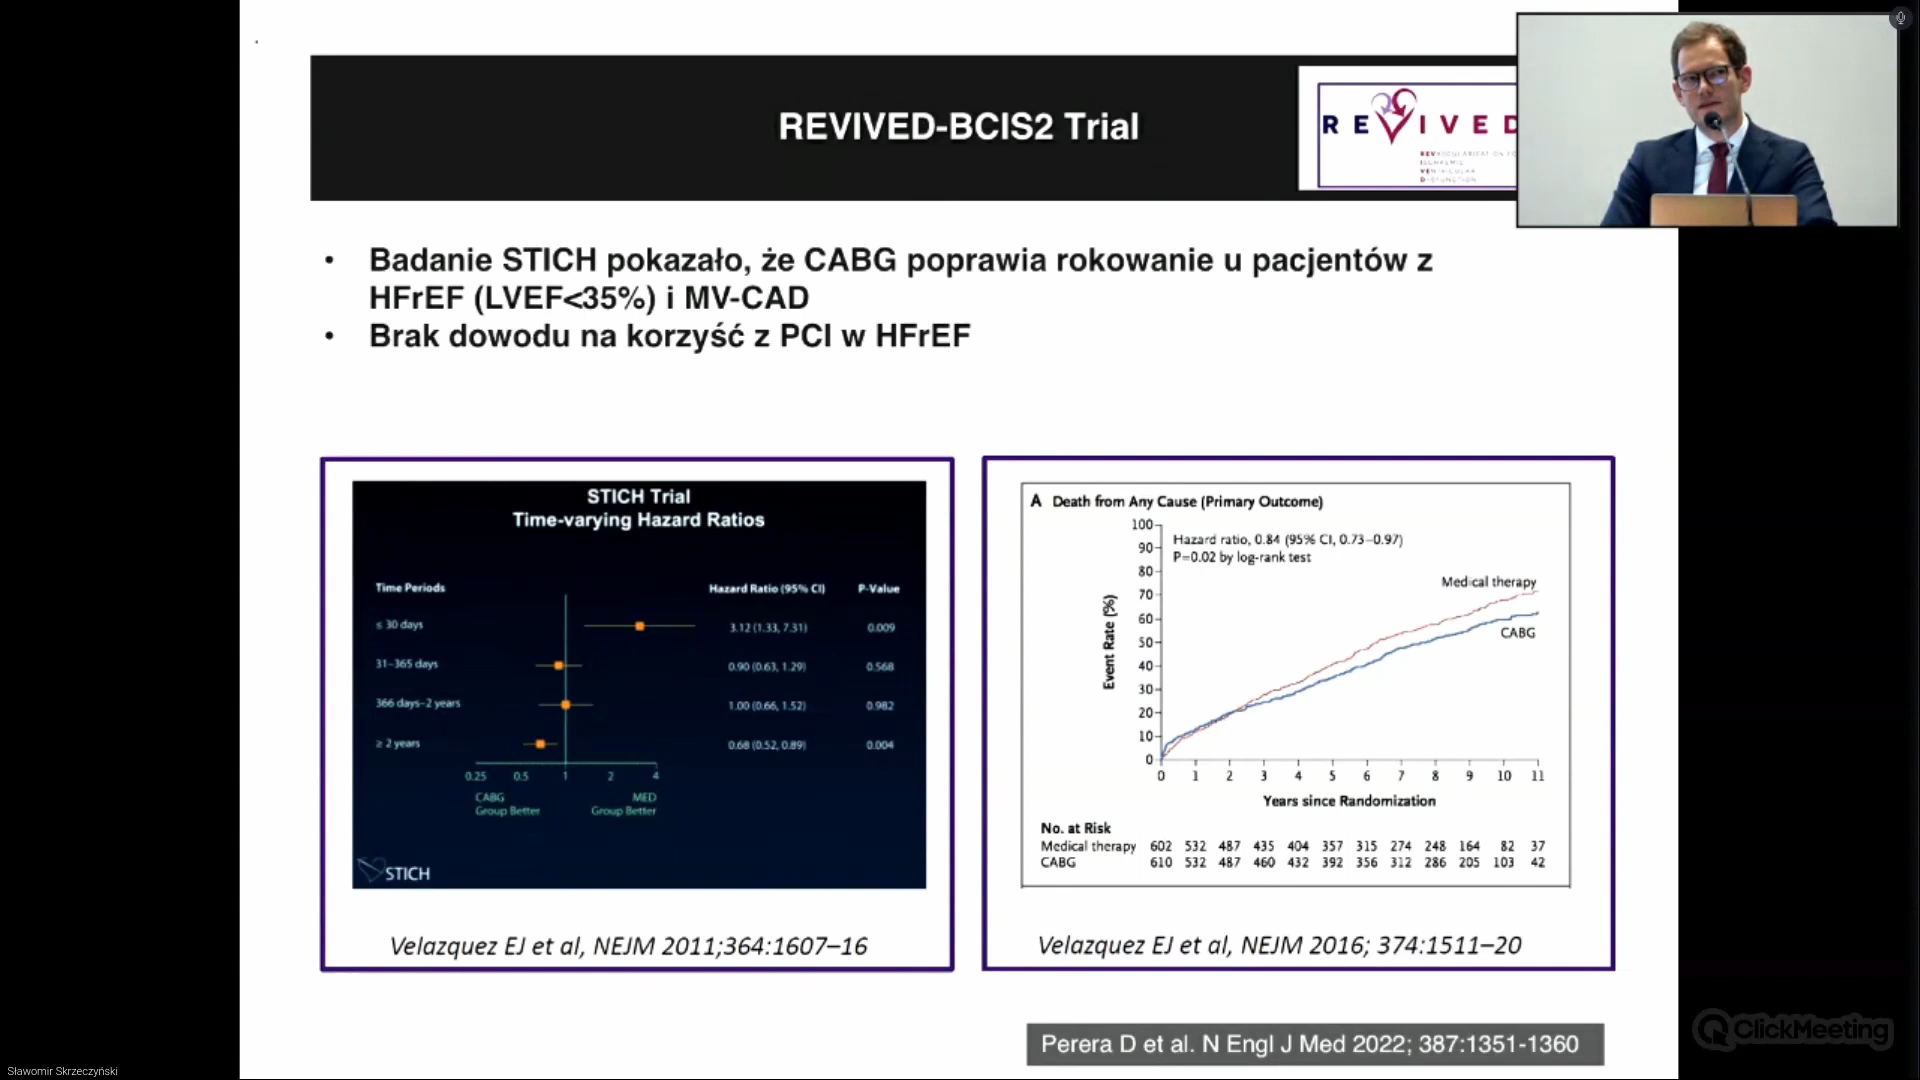 REVIVED-BCIS2 Trial
REVIVED
REVASCULARIZATION FO
ISCHAEMIC
VENTRICULAR
DYSFUNCTION
• Badanie STICH pokazało, że CABG poprawia rokowanie u pacjentów z
HFrEF (LVEF<35%) i MV-CAD
• Brak dowodu na korzyść z PCI w HFrEF
STICH Trial
Time-varying Hazard Ratios
Time Periods Hazard Ratio (95% CI) P-Value
≤ 30 days 3.12 (1.33, 7.31) 0.009
31–365 days 0.90 (0.63, 1.29) 0.568
366 days–2 years 1.00 (0.66, 1.52) 0.982
≥ 2 years 0.68 (0.52, 0.89) 0.004
0.25 0.5 1 2 4
CABG MED
Group Better Group Better
STICH
Velazquez EJ et al, NEJM 2011;364:1607–16
A Death from Any Cause (Primary Outcome)
Hazard ratio, 0.84 (95% CI, 0.73–0.97)
P=0.02 by log-rank test
Medical therapy
CABG
Event Rate (%)
100
90
80
70
60
50
40
30
20
10
0
0 1 2 3 4 5 6 7 8 9 10 11
Years since Randomization
No. at Risk
Medical therapy 602 532 487 435 404 357 315 274 248 164 82 37
CABG 610 532 487 460 432 392 356 312 286 205 103 42
Velazquez EJ et al, NEJM 2016; 374:1511–20
Perera D et al. N Engl J Med 2022; 387:1351-1360
ClickMeeting
Sławomir Skrzeczyński